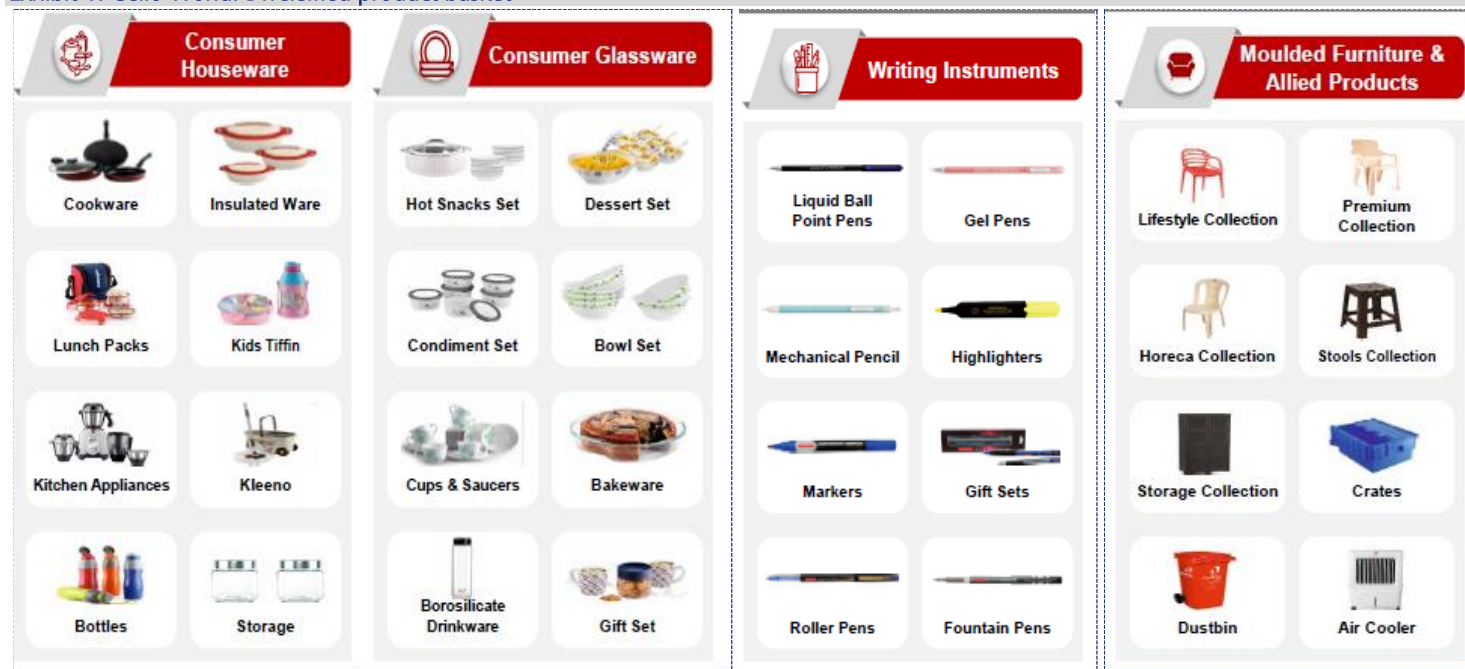 product basket
Consumer
Houseware
Cookware
Insulated Ware
Lunch Packs
Kids Tiffin
Kitchen Appliances
Kleeno
Bottles
Storage
Consumer Glassware
Hot Snacks Set
Dessert Set
Condiment Set
Bowl Set
Cups & Saucers
Bakeware
Borosilicate
Drinkware
Gift Set
Writing Instruments
Liquid Ball
Point Pens
Gel Pens
Mechanical Pencil
Highlighters
Markers
Gift Sets
Roller Pens
Fountain Pens
Moulded Furniture &
Allied Products
Lifestyle Collection
Premium
Collection
Horeca Collection
Stools Collection
Storage Collection
Crates
Dustbin
Air Cooler